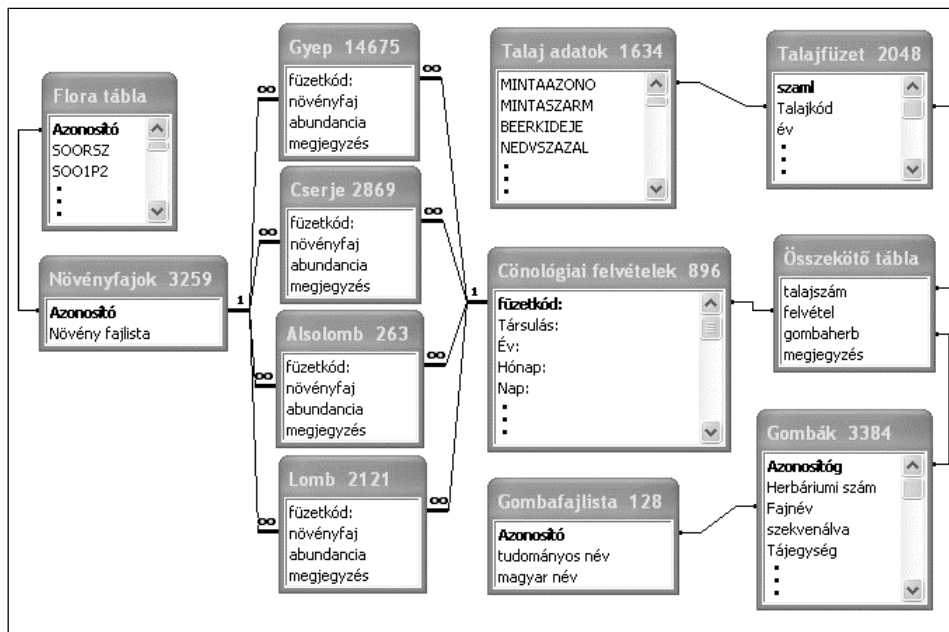 Flora tábla
Azonosító
SOORSZ
SOO1P2
Növényfajok 3259
Azonosító
Növény fajlista
Gyep 14675
füzetkód:
növényfaj
abundancia
megjegyzés
Cserje 2869
füzetkód:
növényfaj
abundancia
megjegyzés
Alsolomb 263
füzetkód:
növényfaj
abundancia
megjegyzés
Lomb 2121
füzetkód:
növényfaj
abundancia
megjegyzés
1
∞
∞
∞
∞
∞
∞
∞
∞
1
Talaj adatok 1634
MINTAAZONO
MINTASZARM
BEERKIDEJE
NEDVSZAZAL
Cönológiai felvételek 896
füzetkód:
Társulás:
Év:
Hónap:
Nap:
Gombafajlista 128
Azonosító
tudományos név
magyar név
Talajfüzet 2048
szaml
Talajkód
év
Összekötő tábla
talajszám
felvétel
gombaherb
megjegyzés
Gombák 3384
Azonosítóg
Herbáriumi szám
Fajnév
szekvenálva
Tájegység